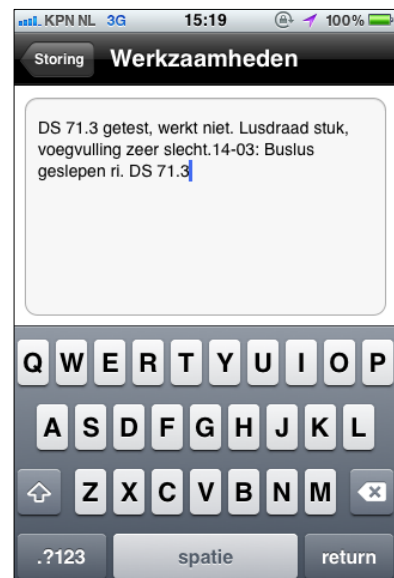 KPN NL 3G 15:19 100%
Storing Werkzaamheden
DS 71.3 getest, werkt niet. Lusdraad stuk,
voegvulling zeer slecht.14-03: Buslus
geslepen ri. DS 71.3
Q W E R T Y U I O P
A S D F G H J K L
Z X C V B N M
.?123 spatie return